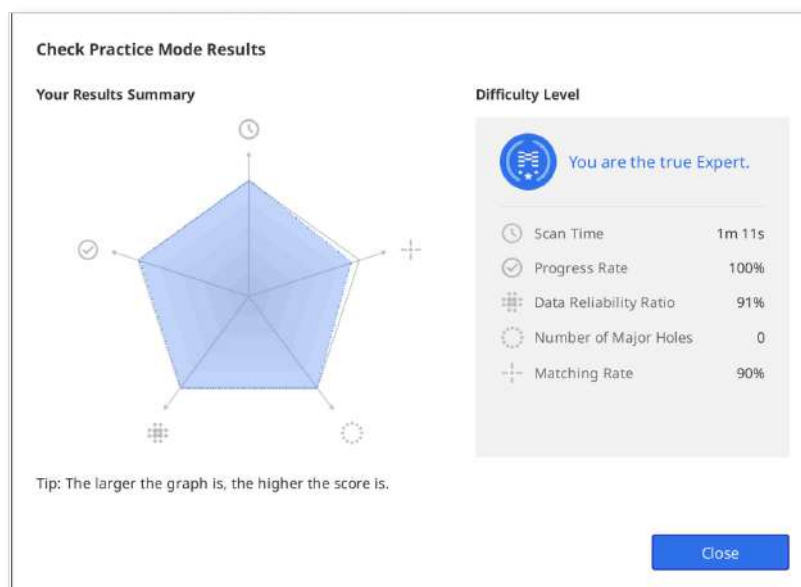 Check Practice Mode Results
Your Results Summary
Difficulty Level
You are the true Expert.
Scan Time 1m 11s
Progress Rate 100%
Data Reliability Ratio 91%
Number of Major Holes 0
Matching Rate 90%
Tip: The larger the graph is, the higher the score is.
Close